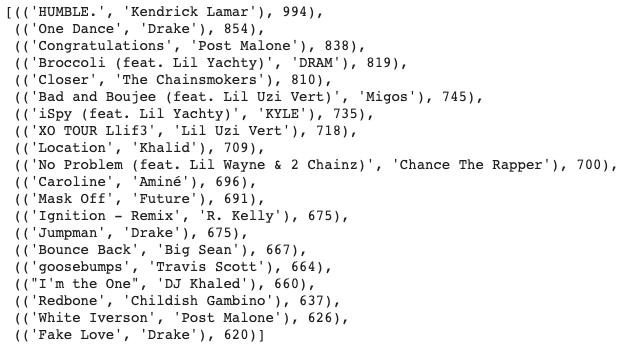 [(('HUMBLE.', 'Kendrick Lamar'), 994),
(('One Dance', 'Drake'), 854),
(('Congratulations', 'Post Malone'), 838),
(('Broccoli (feat. Lil Yachty)', 'DRAM'), 819),
(('Closer', 'The Chainsmokers'), 810),
(('Bad and Boujee (feat. Lil Uzi Vert)', 'Migos'), 745),
(('iSpy (feat. Lil Yachty)', 'KYLE'), 735),
(('XO TOUR Llif3', 'Lil Uzi Vert'), 718),
(('Location', 'Khalid'), 709),
(('No Problem (feat. Lil Wayne & 2 Chainz)', 'Chance The Rapper'), 700),
(('Caroline', 'Aminé'), 696),
(('Mask Off', 'Future'), 691),
(('Ignition - Remix', 'R. Kelly'), 675),
(('Jumpman', 'Drake'), 675),
(('Bounce Back', 'Big Sean'), 667),
(('goosebumps', 'Travis Scott'), 664),
(("I'm the One", 'DJ Khaled'), 660),
(('Redbone', 'Childish Gambino'), 637),
(('White Iverson', 'Post Malone'), 626),
(('Fake Love', 'Drake'), 620)]